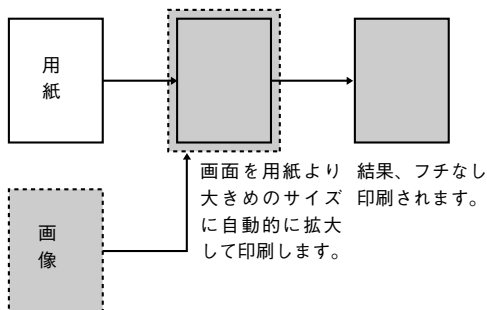 用
紙
画面を用紙より
大きめのサイズ
に自動的に拡大
して印刷します。
結果、フチなし
印刷されます。
画
像